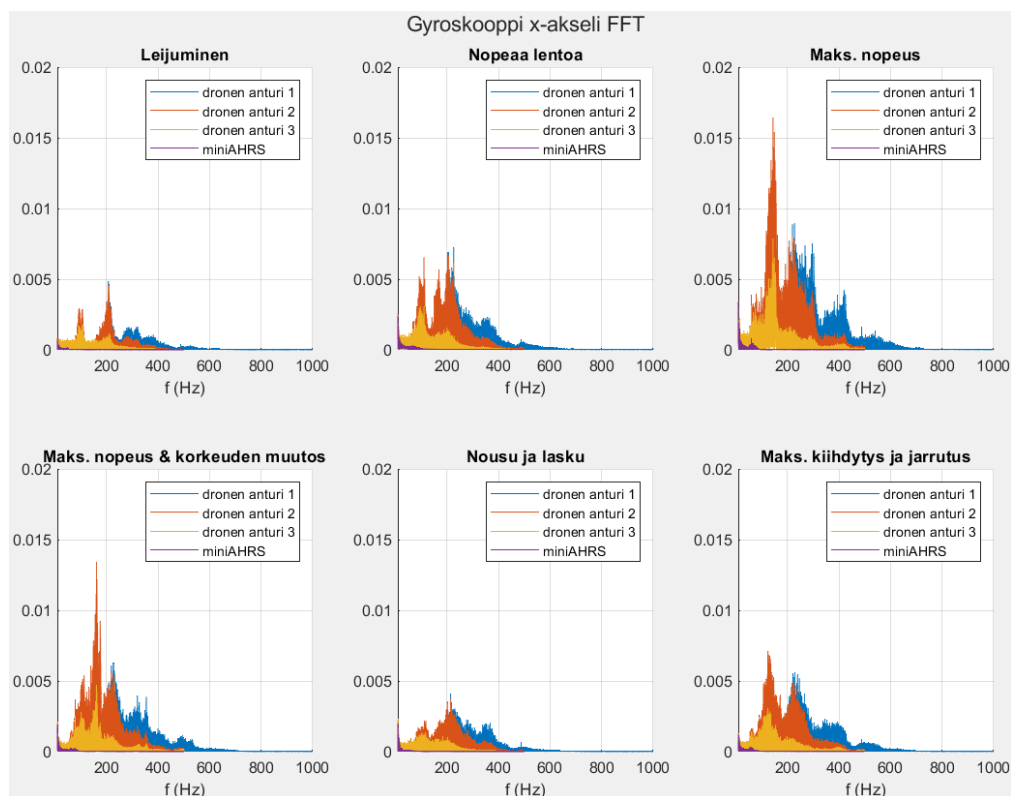 Gyroskooppi x-akseli FFT
Leijuminen
0.02
0.015
0.01
0.005
0
200 400 600 800 1000
f (Hz)
dronen anturi 1
dronen anturi 2
dronen anturi 3
miniAHRS
Nopeaa lentoa
0.02
0.015
0.01
0.005
0
200 400 600 800 1000
f (Hz)
dronen anturi 1
dronen anturi 2
dronen anturi 3
miniAHRS
Maks. nopeus
0.02
0.015
0.01
0.005
0
200 400 600 800 1000
f (Hz)
dronen anturi 1
dronen anturi 2
dronen anturi 3
miniAHRS
Maks. nopeus & korkeuden muutos
0.02
0.015
0.01
0.005
0
200 400 600 800 1000
f (Hz)
dronen anturi 1
dronen anturi 2
dronen anturi 3
miniAHRS
Nousu ja lasku
0.02
0.015
0.01
0.005
0
200 400 600 800 1000
f (Hz)
dronen anturi 1
dronen anturi 2
dronen anturi 3
miniAHRS
Maks. kiihdytys ja jarrutus
0.02
0.015
0.01
0.005
0
200 400 600 800 1000
f (Hz)
dronen anturi 1
dronen anturi 2
dronen anturi 3
miniAHRS